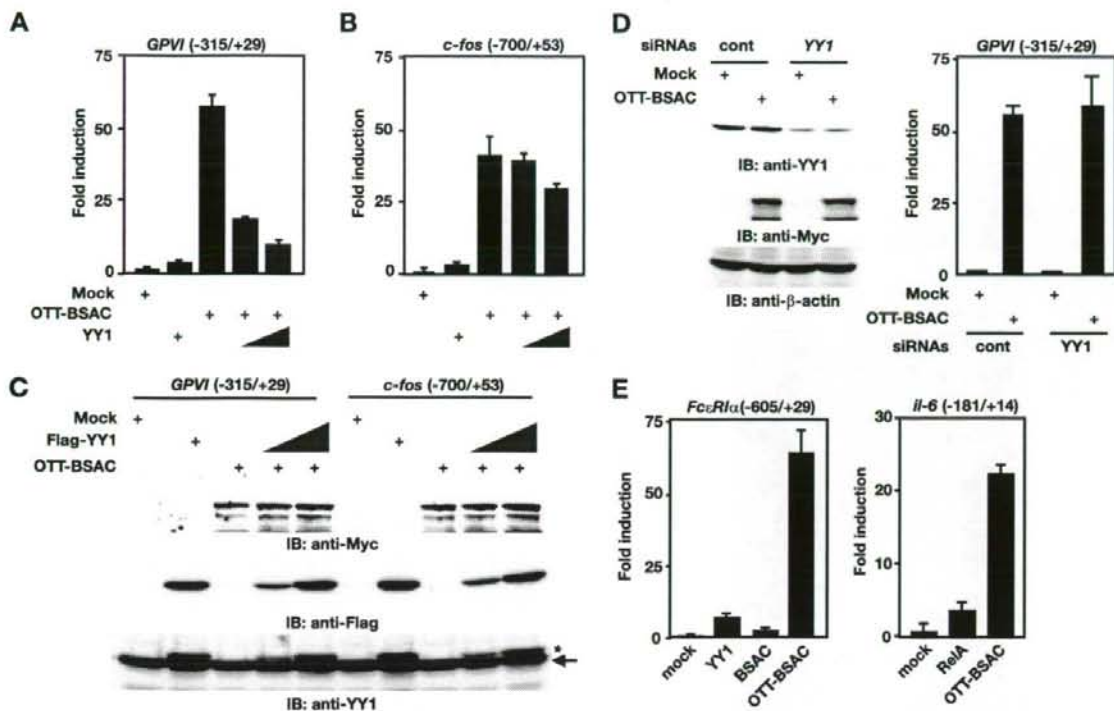 A
GPVI (-315/+29)
Fold induction
75
50
25
0
Mock +
OTT-BSAC + + +
YY1 +
B
c-fos (-700/+53)
Fold induction
75
50
25
0
+
+ + +
+
C
GPVI (-315/+29) c-fos (-700/+53)
Mock + +
Flag-YY1 + +
OTT-BSAC + + + + + +
IB: anti-Myc
IB: anti-Flag
*
IB: anti-YY1
D
siRNAs cont YY1
Mock + +
OTT-BSAC + +
IB: anti-YY1
IB: anti-Myc
IB: anti-β-actin
GPVI (-315/+29)
Fold induction
75
50
25
0
Mock + +
OTT-BSAC + +
siRNAs cont YY1
E
FcεRIα(-605/+29)
Fold induction
75
50
25
0
mock
YY1
BSAC
OTT-BSAC
il-6 (-181/+14)
Fold induction
30
20
10
0
mock
RelA
OTT-BSAC